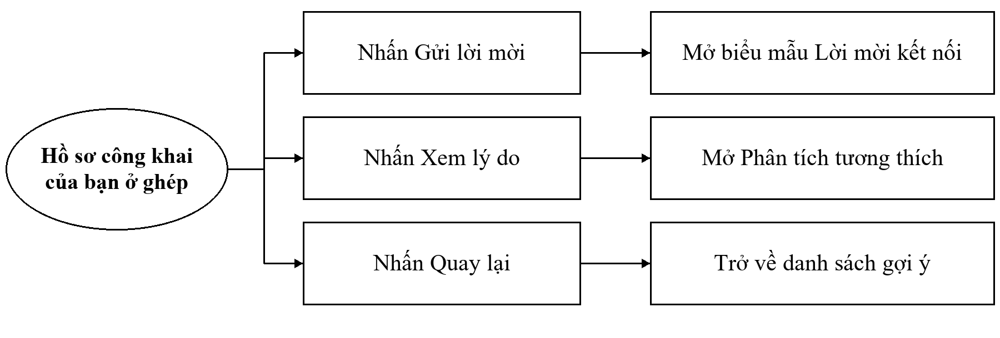 Hồ sơ công khai
của bạn ở ghép
Nhấn Gửi lời mời
Mở biểu mẫu Lời mời kết nối
Nhấn Xem lý do
Mở Phân tích tương thích
Nhấn Quay lại
Trở về danh sách gợi ý